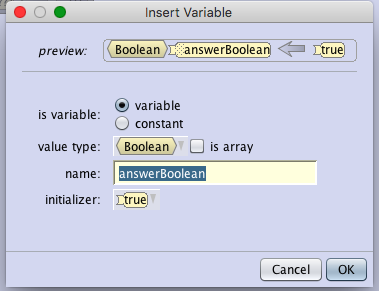 Insert Variable
preview: Boolean answerBoolean true
is variable: variable
constant
value type: Boolean is array
name: answerBoolean
initializer: true
Cancel OK